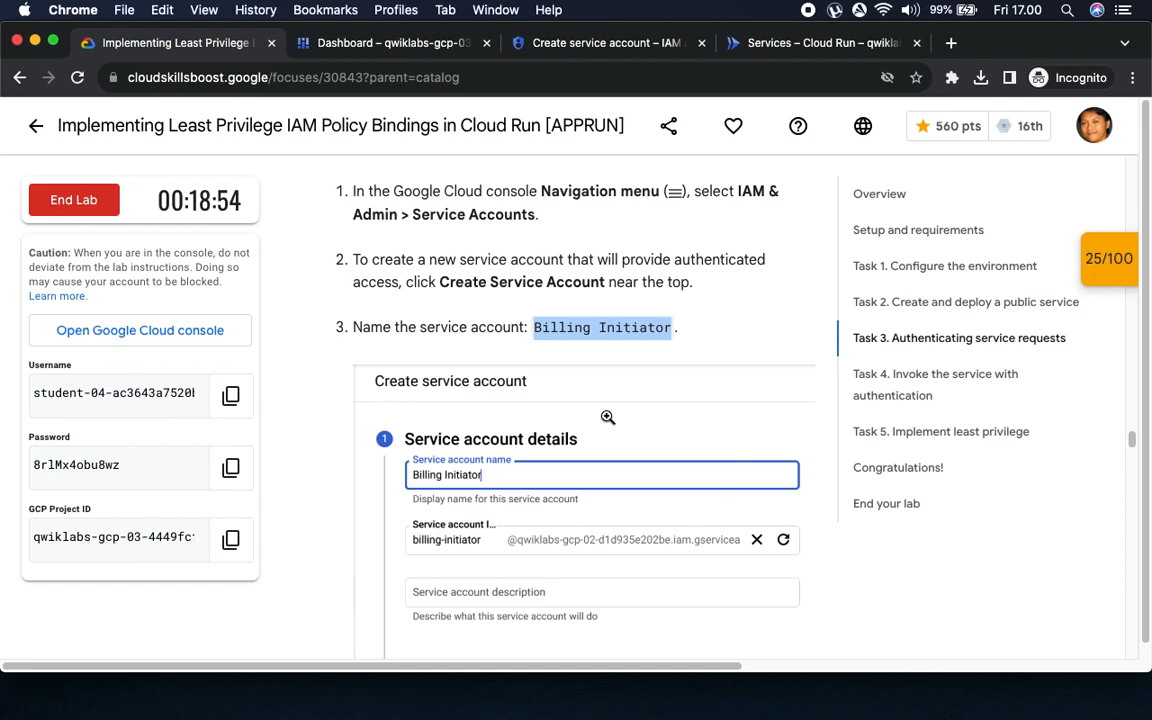 Chrome File Edit View History Bookmarks Profiles Tab Window Help 99% Fri 17.00
Implementing Least Privilege Dashboard – qwiklabs-gcp-03 Create service account – IAM Services – Cloud Run – qwikla
cloudskillsboost.google/focuses/30843?parent=catalog Incognito
Implementing Least Privilege IAM Policy Bindings in Cloud Run [APPRUN] 560 pts 16th
End Lab 00:18:54
Caution: When you are in the console, do not
deviate from the lab instructions. Doing so
may cause your account to be blocked.
Learn more.
Open Google Cloud console
Username
student-04-ac3643a7520
Password
8rlMx4obu8wz
GCP Project ID
qwiklabs-gcp-03-4449fc
1. In the Google Cloud console Navigation menu (≡), select IAM &
Admin > Service Accounts.
2. To create a new service account that will provide authenticated
access, click Create Service Account near the top.
3. Name the service account: Billing Initiator.
Create service account
1 Service account details
Service account name
Billing Initiator
Display name for this service account
Service account I...
billing-initiator @qwiklabs-gcp-02-d1d935e202be.iam.gservicea
Service account description
Describe what this service account will do
Overview
Setup and requirements
Task 1. Configure the environment
Task 2. Create and deploy a public service
Task 3. Authenticating service requests
Task 4. Invoke the service with
authentication
Task 5. Implement least privilege
Congratulations!
End your lab
25/100